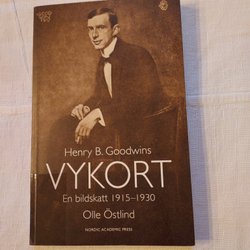 Henry B. Goodwins
VYKORT
En bildskatt 1915–1930
Olle Östlind
NORDIC ACADEMIC PRESS